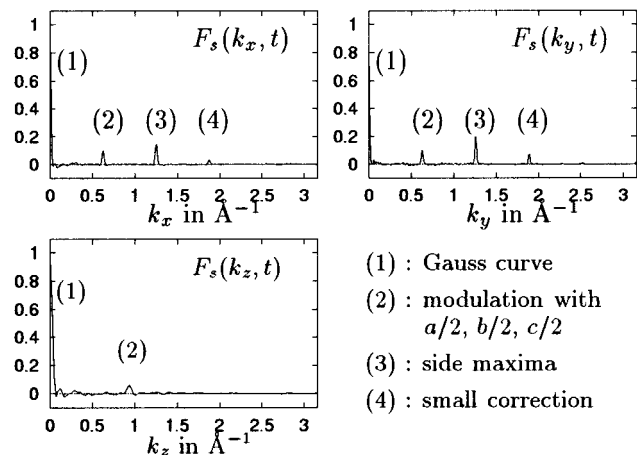 F_s(k_x, t)
(1)
(2) (3) (4)
1
0.8
0.6
0.4
0.2
0
0 0.5 1 1.5 2 2.5 3
k_x in Å⁻¹
F_s(k_y, t)
(1)
(2) (3) (4)
1
0.8
0.6
0.4
0.2
0
0 0.5 1 1.5 2 2.5 3
k_y in Å⁻¹
F_s(k_z, t)
(1)
(2)
1
0.8
0.6
0.4
0.2
0
0 0.5 1 1.5 2 2.5 3
k_z in Å⁻¹
(1) : Gauss curve
(2) : modulation with
a/2, b/2, c/2
(3) : side maxima
(4) : small correction